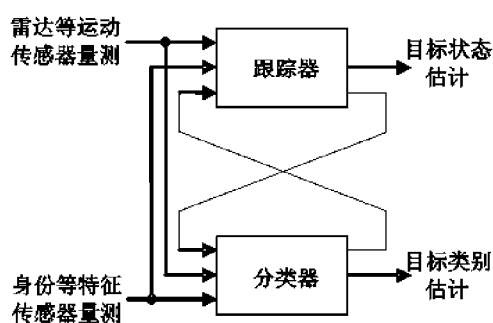 雷达等运动
传感器量测
跟踪器
目标状态
估计
身份等特征
传感器量测
分类器
目标类别
估计